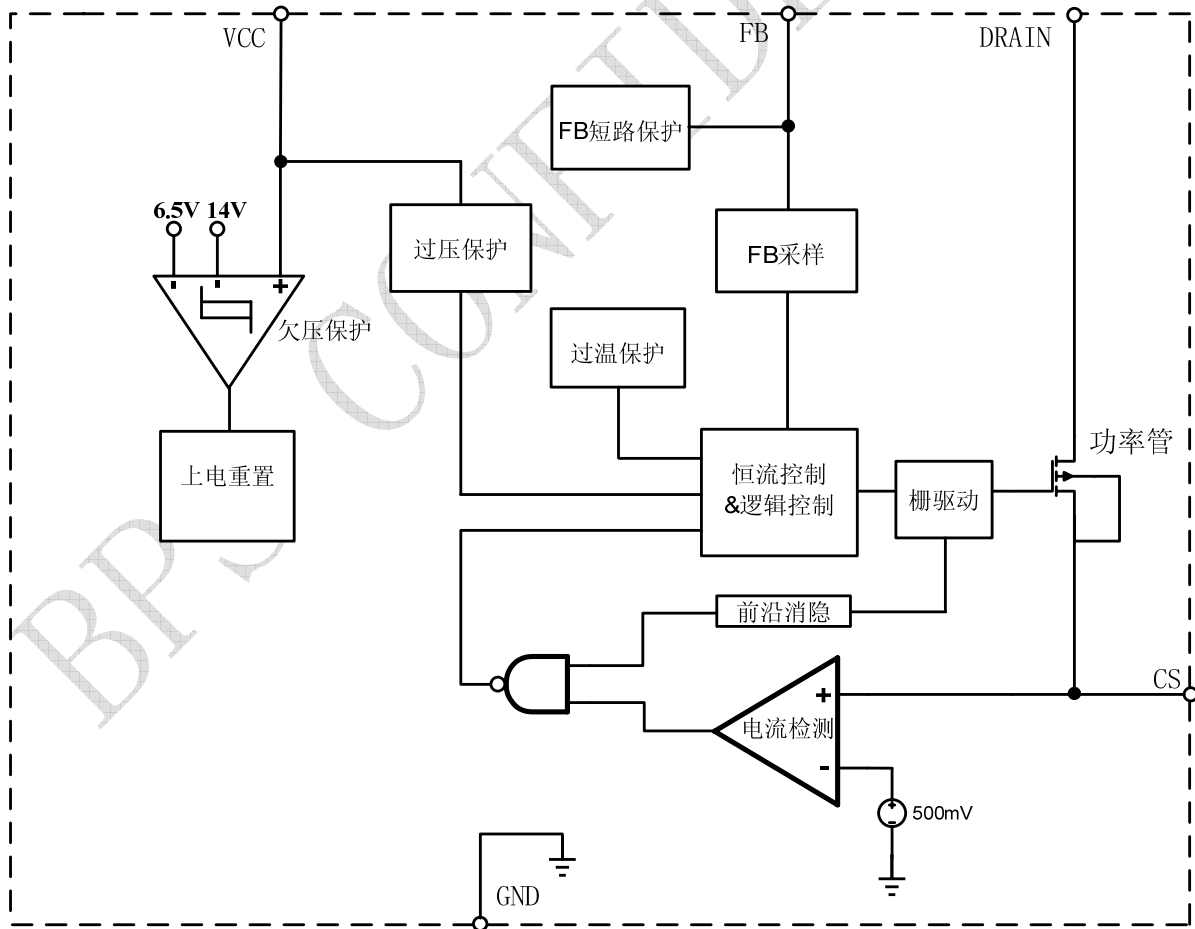 VCC
FB
DRAIN
FB短路保护
6.5V 14V
过压保护
FB采样
欠压保护
过温保护
上电重置
恒流控制
&逻辑控制
栅驱动
功率管
前沿消隐
CS
+
电流检测
-
+
-
500mV
GND